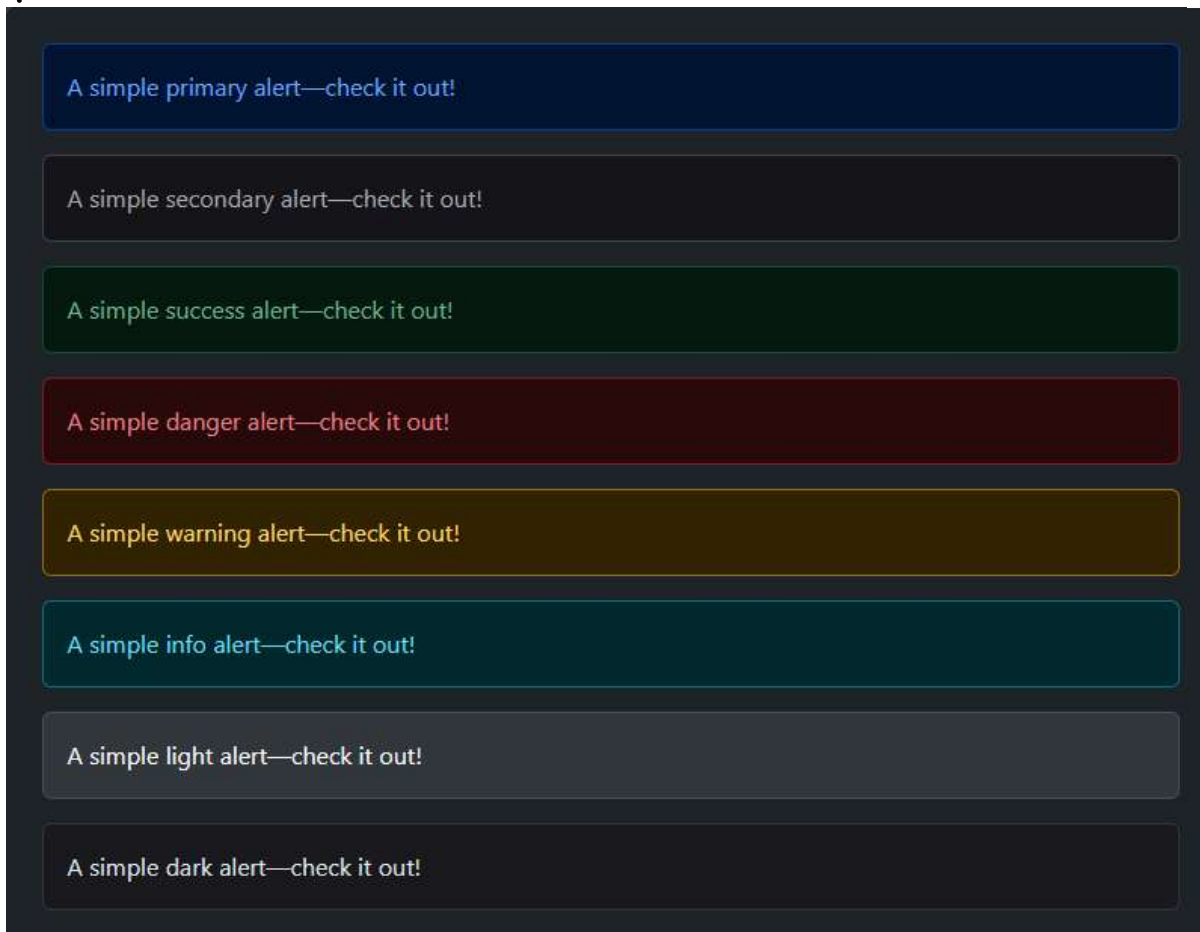 A simple primary alert—check it out!
A simple secondary alert—check it out!
A simple success alert—check it out!
A simple danger alert—check it out!
A simple warning alert—check it out!
A simple info alert—check it out!
A simple light alert—check it out!
A simple dark alert—check it out!